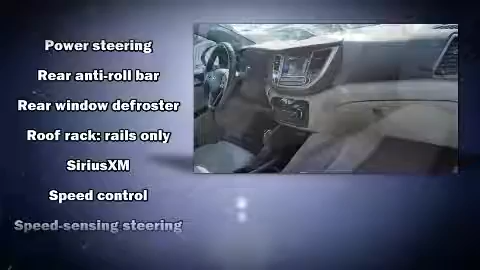 Power steering
Rear anti-roll bar
Rear window defroster
Roof rack: rails only
SiriusXM
Speed control
Speed-sensing steering